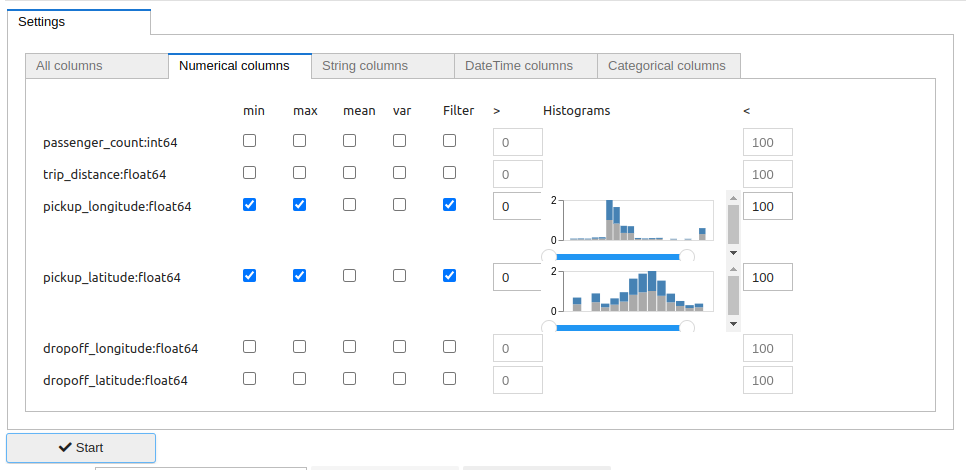 Settings
All columns Numerical columns String columns DateTime columns Categorical columns
min max mean var Filter > Histograms <
passenger_count:int64 0 100
trip_distance:float64 0 100
pickup_longitude:float64 0 2 0 100
pickup_latitude:float64 0 2 0 100
dropoff_longitude:float64 0 100
dropoff_latitude:float64 0 100
Start